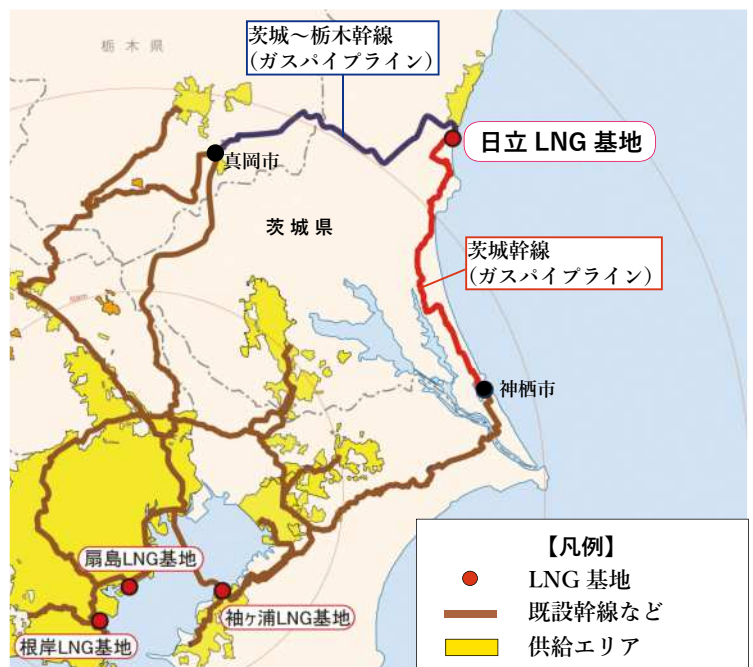 栃木県
茨城〜栃木幹線
(ガスパイプライン)
日立 LNG 基地
真岡市
茨城県
茨城幹線
(ガスパイプライン)
神栖市
扇島LNG基地
袖ヶ浦LNG基地
根岸LNG基地
【凡例】
LNG 基地
既設幹線など
供給エリア